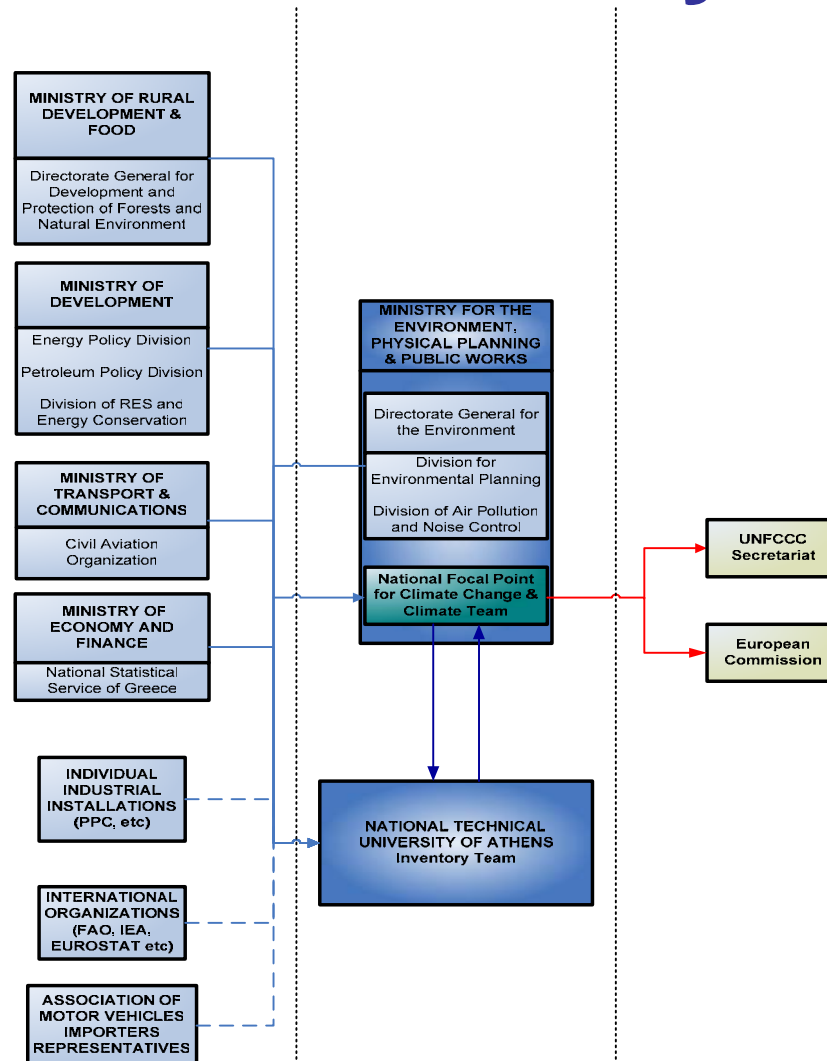 MINISTRY OF RURAL
DEVELOPMENT &
FOOD
Directorate General for
Development and
Protection of Forests and
Natural Environment
MINISTRY OF
DEVELOPMENT
Energy Policy Division
Petroleum Policy Division
Division of RES and
Energy Conservation
MINISTRY OF
TRANSPORT &
COMMUNICATIONS
Civil Aviation
Organization
MINISTRY OF
ECONOMY AND
FINANCE
National Statistical
Service of Greece
INDIVIDUAL
INDUSTRIAL
INSTALLATIONS
(PPC, etc)
INTERNATIONAL
ORGANIZATIONS
(FAO, IEA,
EUROSTAT etc)
ASSOCIATION OF
MOTOR VEHICLES
IMPORTERS
REPRESENTATIVES
MINISTRY FOR THE
ENVIRONMENT,
PHYSICAL PLANNING
& PUBLIC WORKS
Directorate General for
the Environment
Division for
Environmental Planning
Division of Air Pollution
and Noise Control
National Focal Point
for Climate Change &
Climate Team
NATIONAL TECHNICAL
UNIVERSITY OF ATHENS
Inventory Team
UNFCCC
Secretariat
European
Commission